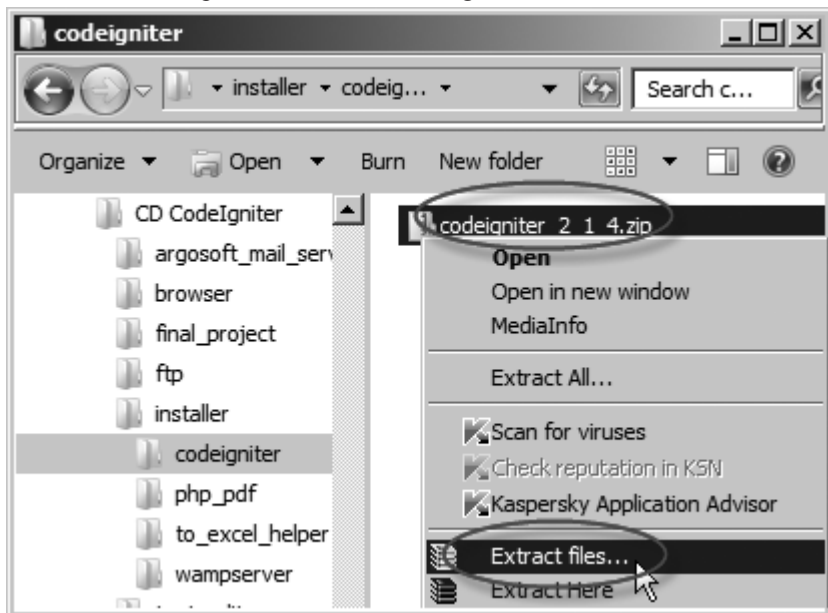 codeigniter
installer codeig... Search c...
Organize Open Burn New folder
CD CodeIgniter
argosoft_mail_serv
browser
final_project
ftp
installer
codeigniter
php_pdf
to_excel_helper
wampserver
codeigniter_2_1_4.zip
Open
Open in new window
MediaInfo
Extract All...
Scan for viruses
Check reputation in KSN
Kaspersky Application Advisor
Extract files...
Extract Here